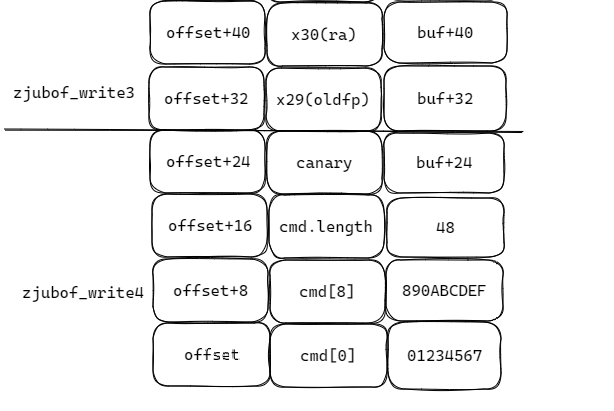 offset+40 x30(ra) buf+40
zjubof_write3
offset+32 x29(oldfp) buf+32
offset+24 canary buf+24
offset+16 cmd.length 48
zjubof_write4 offset+8 cmd[8] 890ABCDEF
offset cmd[0] 01234567